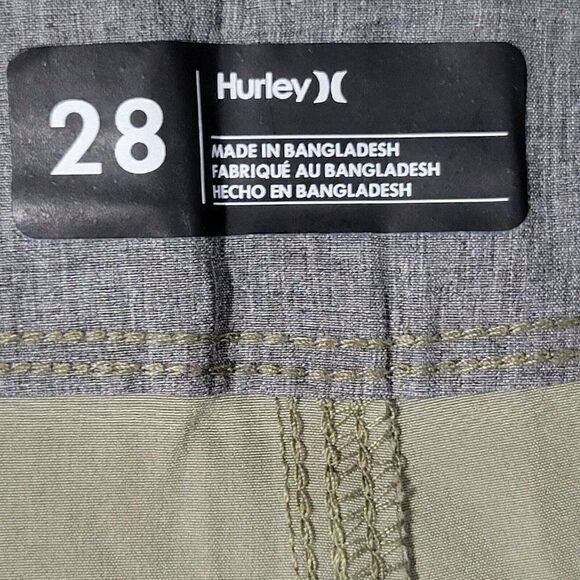 28
Hurley
MADE IN BANGLADESH
FABRIQUÉ AU BANGLADESH
HECHO EN BANGLADESH